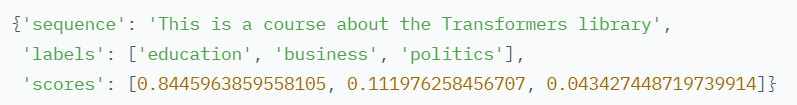 {'sequence': 'This is a course about the Transformers library',
'labels': ['education', 'business', 'politics'],
'scores': [0.8445963859558105, 0.111976258456707, 0.043427448719739914]}